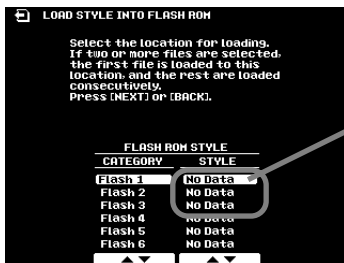 LOAD STYLE INTO FLASH ROM
Select the location for loading.
If two or more files are selected,
the first file is loaded to this
location, and the rest are loaded
consecutively.
Press [NEXT] or [BACK].
FLASH ROM STYLE
CATEGORY STYLE
Flash 1 No Data
Flash 2 No Data
Flash 3 No Data
Flash 4 No Data
Flash 5 No Data
Flash 6 No Data